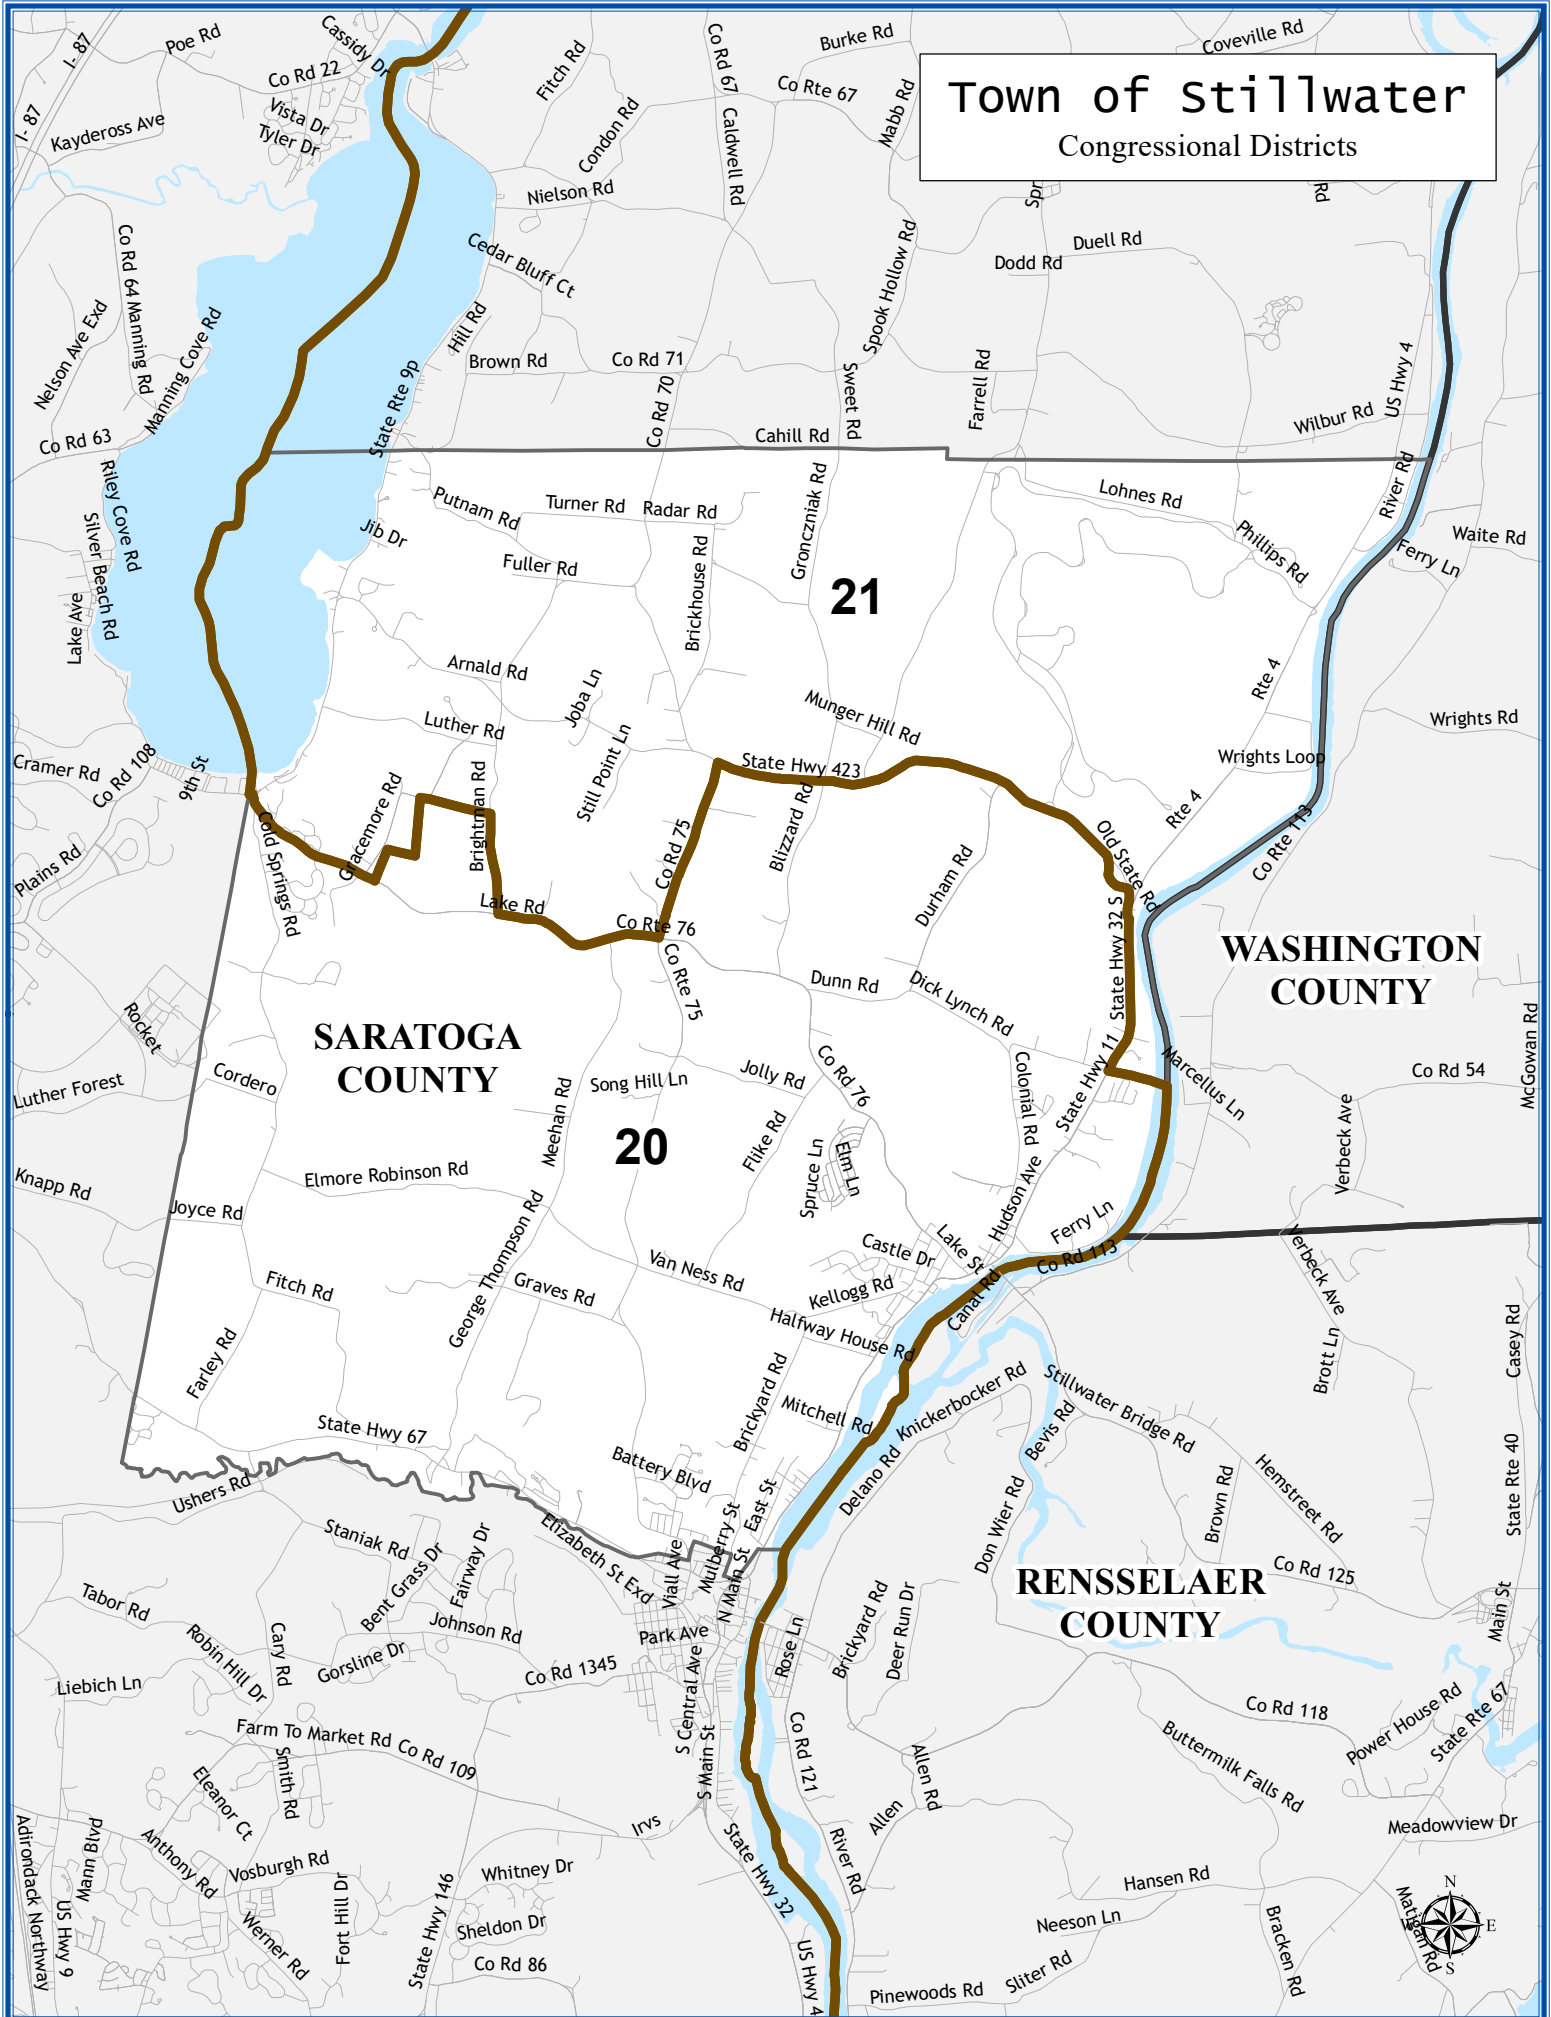 Town of Stillwater
Congressional Districts
I- 87
Poe Rd
Cassidy Dr
Co Rd 22
Fitch Rd
Co Rd 67
Burke Rd
Coveville Rd
I- 87
Kaydeross Ave
Vista Dr
Tyler Dr
Condon Rd
Caldwell Rd
Co Rte 67
Mabb Rd
Nielson Rd
Spr
Rd
Co Rd 64
Manning Rd
Cedar Bluff Ct
Spook Hollow Rd
Dodd Rd
Duell Rd
Nelson Ave Exd
Manning Cove Rd
Hill Rd
Brown Rd
Co Rd 71
State Rte 9p
Co Rd 70
Sweet Rd
Farrell Rd
US Hwy 4
Wilbur Rd
Co Rd 63
Cahill Rd
Riley Cove Rd
Silver Beach Rd
Lake Ave
Putnam Rd
Turner Rd
Radar Rd
Gronczniak Rd
Lohnes Rd
River Rd
Jib Dr
Fuller Rd
Brickhouse Rd
21
Phillips Rd
Ferry Ln
Waite Rd
Arnald Rd
Joba Ln
Luther Rd
Still Point Ln
Munger Hill Rd
Rte 4
Wrights Rd
Wrights Loop
Cramer Rd
Co Rd 108
9th St
State Hwy 423
Gracemore Rd
Brightman Rd
Blizzard Rd
Rte 4
Co Rte 113
Cold Springs Rd
Plains Rd
Co Rd 75
Durham Rd
Old State Rd
Lake Rd
Co Rte 76
State Hwy 32 S
WASHINGTON
COUNTY
Co Rte 75
Dunn Rd
Dick Lynch Rd
Rocket
SARATOGA
COUNTY
McGowan Rd
Luther Forest
Cordero
Song Hill Ln
Jolly Rd
Co Rd 76
Colonial Rd
State Hwy 11
Marcellus Ln
Co Rd 54
Meehan Rd
20
Flike Rd
Spruce Ln
Elm Ln
Verbeck Ave
Knapp Rd
Joyce Rd
Elmore Robinson Rd
Hudson Ave
Ferry Ln
George Thompson Rd
Van Ness Rd
Castle Dr
Lake St
Co Rd 113
Verbeck Ave
Fitch Rd
Graves Rd
Kellogg Rd
Canal Rd
Halfway House Rd
Farley Rd
Brott Ln
Casey Rd
Brickyard Rd
Mitchell Rd
Knickerbocker Rd
Stillwater Bridge Rd
State Hwy 67
Bevis Rd
Ushers Rd
Battery Blvd
Delano Rd
Hemstreet Rd
State Rte 40
East St
Mulberry St
Don Wier Rd
Brown Rd
Staniak Rd
Fairway Dr
Elizabeth St Exd
Viall Ave
N Main St
Bent Grass Dr
Co Rd 125
RENSSELAER
COUNTY
Tabor Rd
Johnson Rd
Park Ave
Rose Ln
Brickyard Rd
Deer Run Dr
Main St
Robin Hill Dr
Cary Rd
Gorsline Dr
Co Rd 1345
S Central Ave
Liebich Ln
Co Rd 118
Power House Rd
State Rte 67
Farm To Market Rd
Co Rd 109
S Main St
Co Rd 121
Allen Rd
Buttermilk Falls Rd
Smith Rd
Eleanor Ct
Irvs
Allen
Meadowview Dr
Adirondack Northway
US Hwy 9
Mann Blvd
Anthony Rd
Vosburgh Rd
Fort Hill Dr
State Hwy 146
Whitney Dr
State Hwy 32
River Rd
Hansen Rd
Werner Rd
Sheldon Dr
Neeson Ln
Bracken Rd
Matigan Rd
N
E
S
Co Rd 86
US Hwy 4
Sliter Rd
Pinewoods Rd